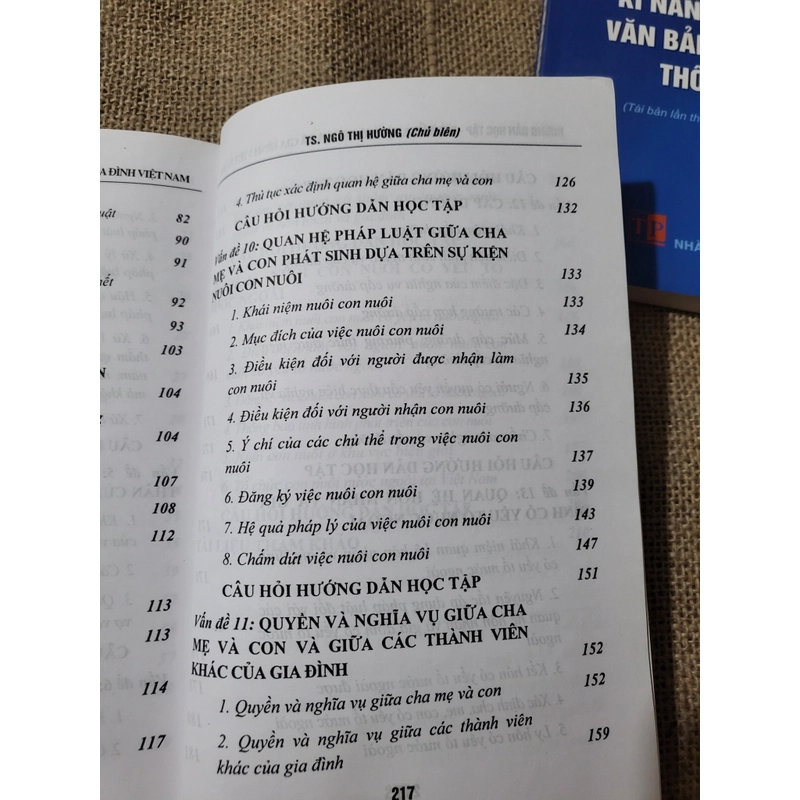 VĂN BẢN
(Tái bản lần th
NHÀ
A ĐÌNH VIỆT NAM
82
90
91
92
93
103
104
104
107
108
112
113
113
114
117
TS. NGÔ THỊ HƯỜNG (Chủ biên)
4. Thủ tục xác định quan hệ giữa cha mẹ và con 126
CÂU HỎI HƯỚNG DẪN HỌC TẬP 132
Vấn đề 10: QUAN HỆ PHÁP LUẬT GIỮA CHA
MẸ VÀ CON PHÁT SINH DỰA TRÊN SỰ KIỆN
NUÔI CON NUÔI 133
1. Khái niệm nuôi con nuôi 133
2. Mục đích của việc nuôi con nuôi 134
3. Điều kiện đối với người được nhận làm
con nuôi 135
4. Điều kiện đối với người nhận con nuôi 136
5. Ý chí của các chủ thể trong việc nuôi con
nuôi 137
6. Đăng ký việc nuôi con nuôi 139
7. Hệ quả pháp lý của việc nuôi con nuôi 143
8. Chấm dứt việc nuôi con nuôi 147
CÂU HỎI HƯỚNG DẪN HỌC TẬP 151
Vấn đề 11: QUYỀN VÀ NGHĨA VỤ GIỮA CHA
MẸ VÀ CON VÀ GIỮA CÁC THÀNH VIÊN
KHÁC CỦA GIA ĐÌNH 152
1. Quyền và nghĩa vụ giữa cha mẹ và con 152
2. Quyền và nghĩa vụ giữa các thành viên
khác của gia đình 159
217